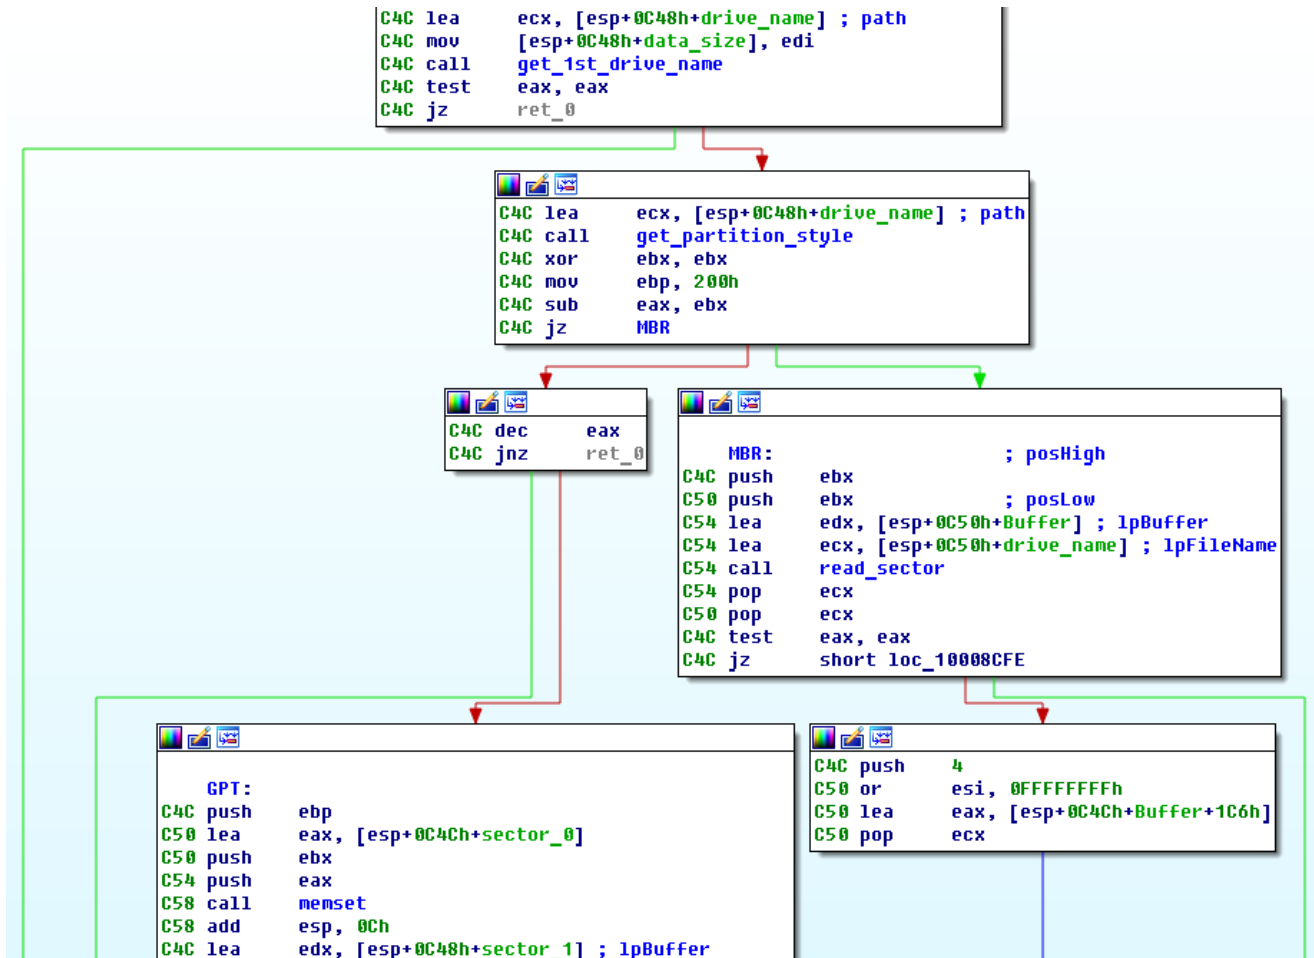 C4C lea ecx, [esp+0C48h+drive_name] ; path
C4C mov [esp+0C48h+data_size], edi
C4C call get_1st_drive_name
C4C test eax, eax
C4C jz ret_0
C4C lea ecx, [esp+0C48h+drive_name] ; path
C4C call get_partition_style
C4C xor ebx, ebx
C4C mov ebp, 200h
C4C sub eax, ebx
C4C jz MBR
C4C dec eax
C4C jnz ret_0
MBR: ; posHigh
C4C push ebx
C50 push ebx ; posLow
C54 lea edx, [esp+0C50h+Buffer] ; lpBuffer
C54 lea ecx, [esp+0C50h+drive_name] ; lpFileName
C54 call read_sector
C54 pop ecx
C50 pop ecx
C4C test eax, eax
C4C jz short loc_10008CFE
GPT:
C4C push ebp
C50 lea eax, [esp+0C4Ch+sector_0]
C50 push ebx
C54 push eax
C58 call memset
C58 add esp, 0Ch
C4C lea edx, [esp+0C48h+sector_1] ; lpBuffer
C4C push 4
C50 or esi, 0FFFFFFFFh
C50 lea eax, [esp+0C4Ch+Buffer+1C6h]
C50 pop ecx